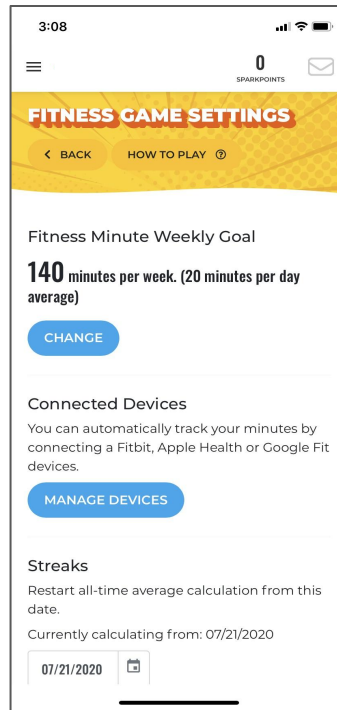 3:08
0
SPARKPOINTS
FITNESS GAME SETTINGS
BACK
HOW TO PLAY ?
Fitness Minute Weekly Goal
140 minutes per week. (20 minutes per day
average)
CHANGE
Connected Devices
You can automatically track your minutes by
connecting a Fitbit, Apple Health or Google Fit
devices.
MANAGE DEVICES
Streaks
Restart all-time average calculation from this
date.
Currently calculating from: 07/21/2020
07/21/2020